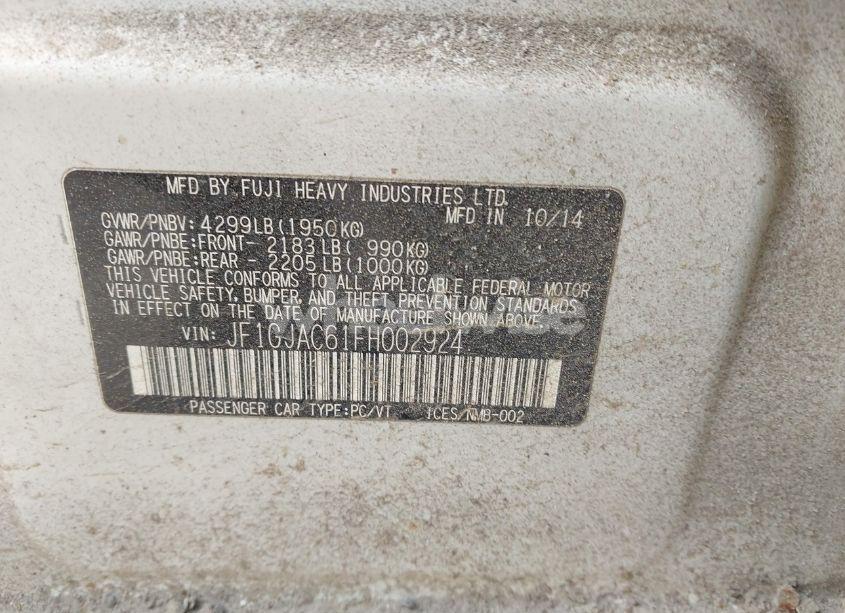 MFD BY FUJI HEAVY INDUSTRIES LTD.
MFD IN 10/14
GVWR/PNBV: 4299LB(1950KG)
GAWR/PNBE:FRONT- 2183LB( 990KG)
GAWR/PNBE:REAR - 2205LB(1000KG)
THIS VEHICLE CONFORMS TO ALL APPLICABLE FEDERAL MOTOR
VEHICLE SAFETY, BUMPER, AND THEFT PREVENTION STANDARDS
IN EFFECT ON THE DATE OF MANUFACTURE SHOWN ABOVE.
VIN: JF1GJAC61FH002924
PASSENGER CAR TYPE:PC/VT ICES/NMB-002